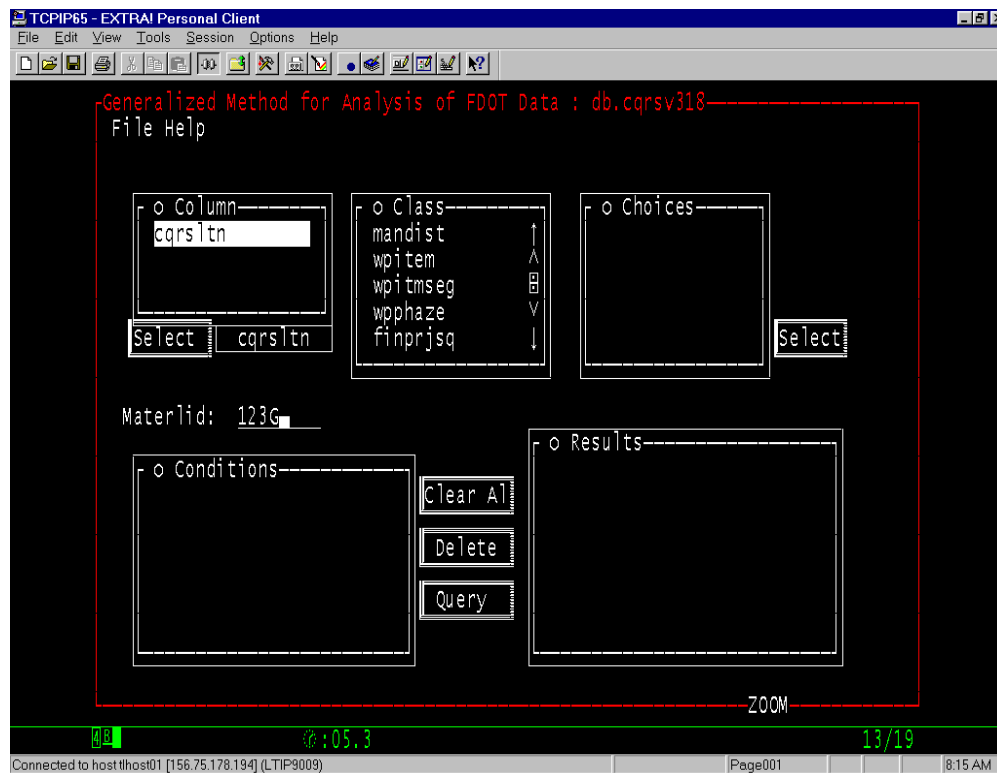 TCPIP65 - EXTRA! Personal Client
File Edit View Tools Session Options Help
Generalized Method for Analysis of FDOT Data : db.cqrsv318
File Help
Column
cqrsltn
Select cqrsltn
Class
mandist
wpitem
wpitmseg
wpphaze
finprjsq
Choices
Select
Materlid: 123G
Conditions
Clear Al
Delete
Query
Results
ZOOM
4B :05.3 13/19
Connected to host tlhost01 [156.75.178.194] (LTIP9009) Page001 8:15 AM